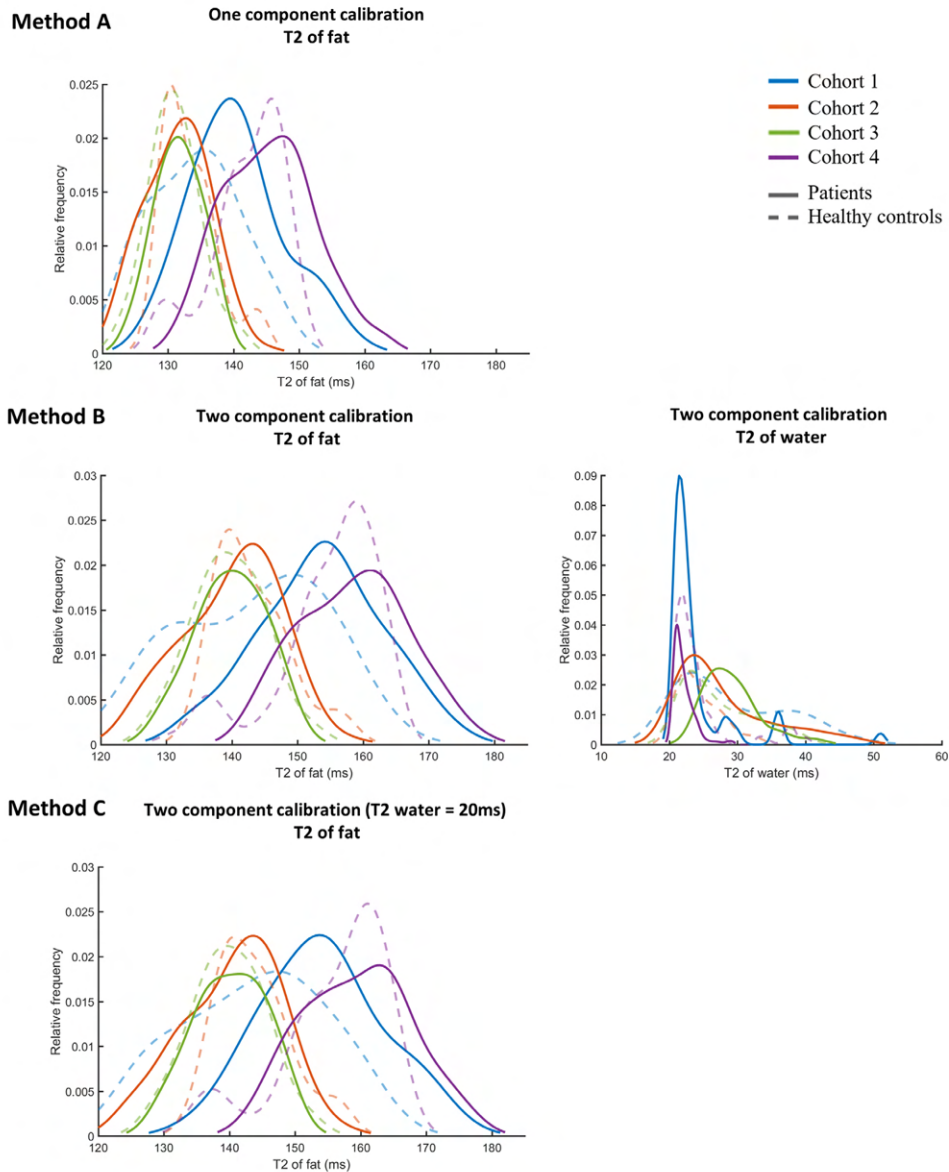 Method A
One component calibration
T2 of fat
0.025
0.02
0.015
0.01
0.005
0
Relative frequency
120 130 140 150 160 170 180
T2 of fat (ms)
Cohort 1
Cohort 2
Cohort 3
Cohort 4
Patients
Healthy controls
Method B
Two component calibration
T2 of fat
0.03
0.025
0.02
0.015
0.01
0.005
0
Relative frequency
120 130 140 150 160 170 180
T2 of fat (ms)
Two component calibration
T2 of water
0.09
0.08
0.07
0.06
0.05
0.04
0.03
0.02
0.01
0
Relative frequency
10 20 30 40 50 60
T2 of water (ms)
Method C
Two component calibration (T2 water = 20ms)
T2 of fat
0.03
0.025
0.02
0.015
0.01
0.005
0
Relative frequency
120 130 140 150 160 170 180
T2 of fat (ms)